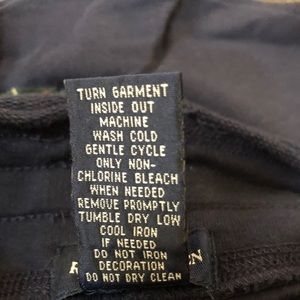 TURN GARMENT
INSIDE OUT
MACHINE
WASH COLD
GENTLE CYCLE
ONLY NON-
CHLORINE BLEACH
WHEN NEEDED
REMOVE PROMPTLY
TUMBLE DRY LOW
COOL IRON
IF NEEDED
DO NOT IRON
DECORATION
DO NOT DRY CLEAN